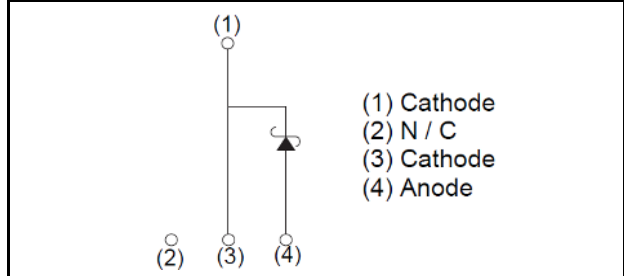 (1)
(1) Cathode
(2) N / C
(3) Cathode
(4) Anode
(2) (3) (4)